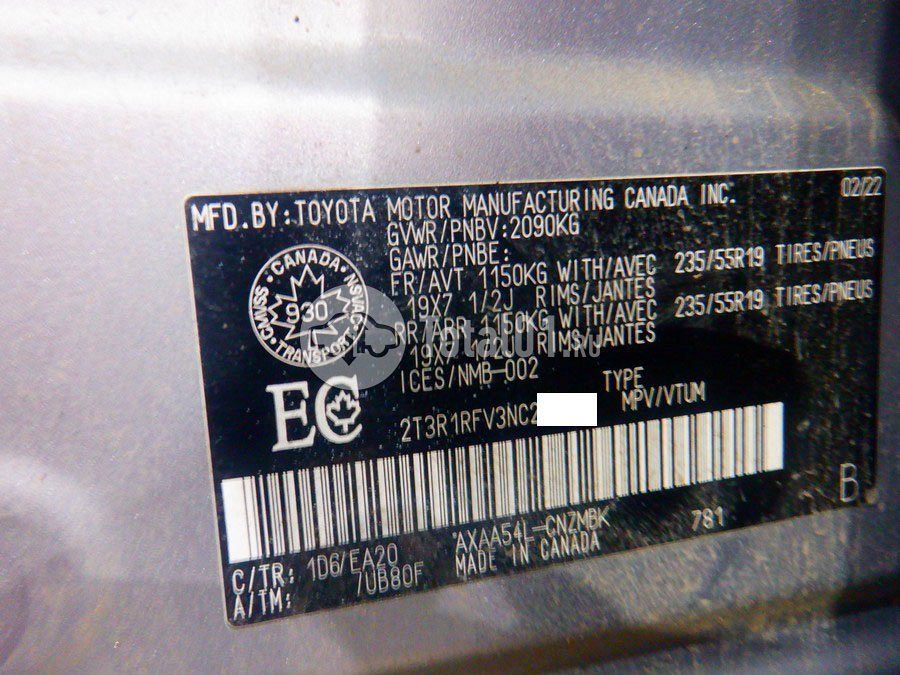 MFD.BY:TOYOTA MOTOR MANUFACTURING CANADA INC. 02/22
GVWR/PNBV:2090KG
GAWR/PNBE:
FR/AVT 1150KG WITH/AVEC 235/55R19 TIRES/PNEUS
19X7 1/2J RIMS/JANTES
RR/ARR 1150KG WITH/AVEC 235/55R19 TIRES/PNEUS
19X7 1/2J RIMS/JANTES
CANADA
CMVSS 930 NSVAC
TRANSPORT
ICES/NMB-002 TYPE
EC
2T3R1RFV3NC2 MPV/VTUM
B
AXAA54L-CNZMBK 781
C/TR: 1D6/EA20 MADE IN CANADA
A/TM: /UB80F